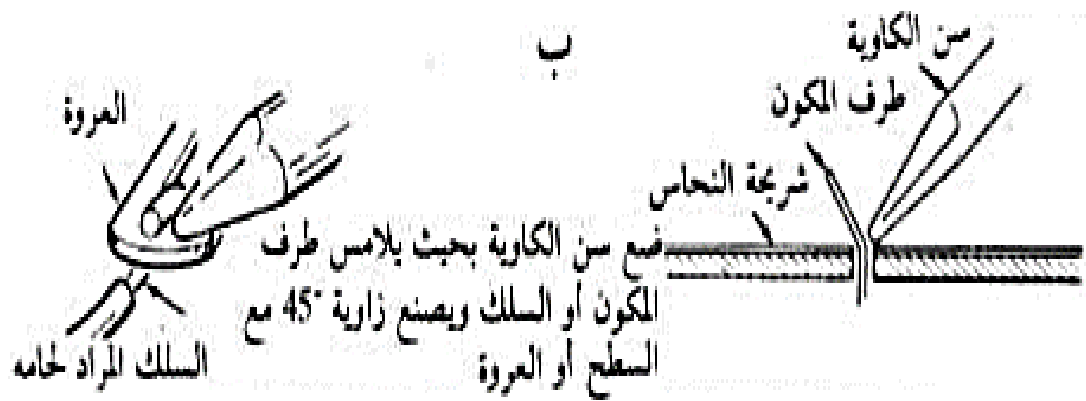 ب
سن الكاوية
طرف المكون
شريحة النحاس
العروة
ضع سن الكاوية بحيث يلامس طرف
المكون أو السلك ويصنع زاوية 45° مع
السطح أو العروة
السلك المراد لحامه